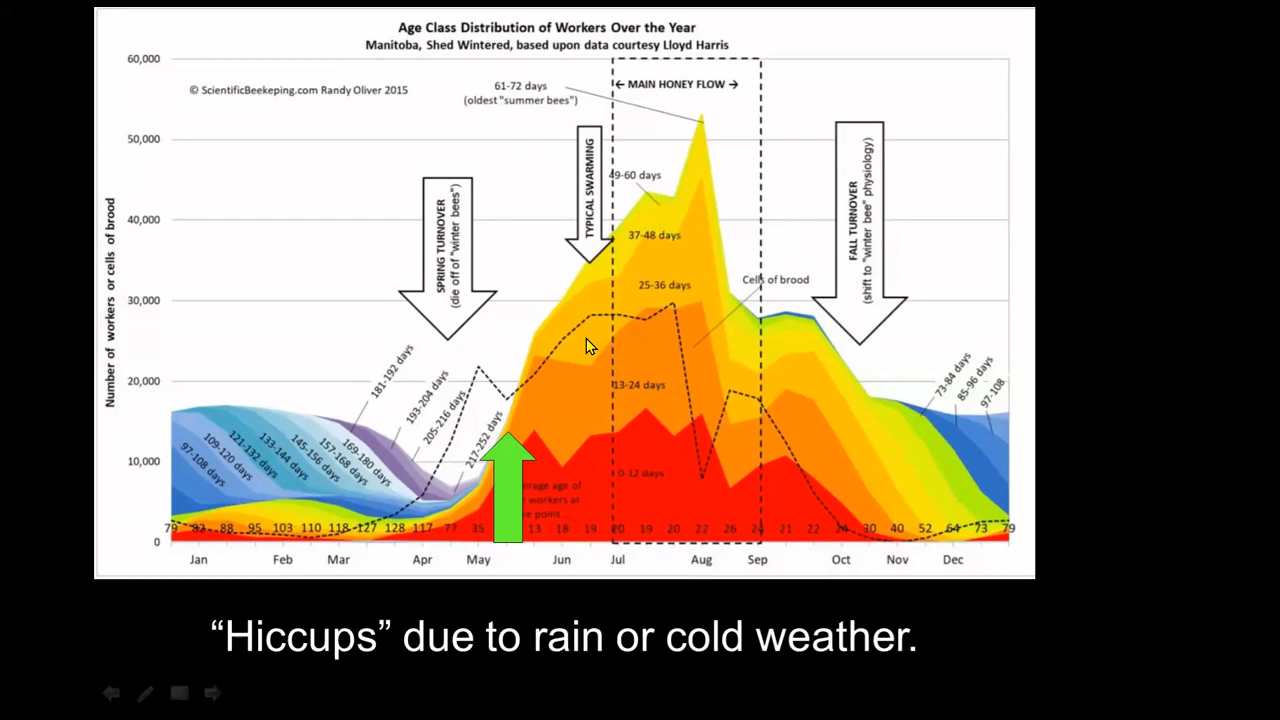 Age Class Distribution of Workers Over the Year
Manitoba, Shed Wintered, based upon data courtesy Lloyd Harris
60,000
50,000
40,000
30,000
20,000
10,000
0
Number of workers or cells of brood
© ScientificBeekeping.com Randy Oliver 2015
61-72 days
(oldest "summer bees")
← MAIN HONEY FLOW →
SPRING TURNOVER
(die off of "winter bees")
TYPICAL SWARMING
FALL TURNOVER
(shift to "winter bee" physiology)
49-60 days
37-48 days
25-36 days
Cells of brood
13-24 days
0-12 days
97-108 days
109-120 days
121-132 days
133-144 days
145-156 days
157-168 days
169-180 days
181-192 days
193-204 days
205-216 days
217-252 days
73-84 days
85-96 days
97-108
age of
workers at
point
79 88 95 103 110 118 127 128 117 77 35 13 18 19 20 19 20 22 26 24 21 22 24 30 40 52 64 73 79
Jan Feb Mar Apr May Jun Jul Aug Sep Oct Nov Dec
“Hiccups” due to rain or cold weather.